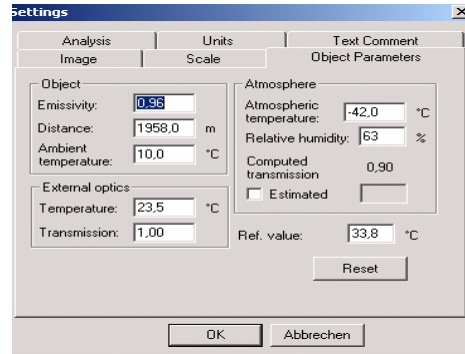 Settings
Analysis
Units
Text Comment
Image
Scale
Object Parameters
Object
Emissivity: 0,96
Distance: 1958,0 m
Ambient temperature: 10,0 °C
External optics
Temperature: 23,5 °C
Transmission: 1,00
Atmosphere
Atmospheric temperature: -42,0 °C
Relative humidity: 63 %
Computed transmission 0,90
Estimated
Ref. value: 33,8 °C
Reset
OK
Abbrechen